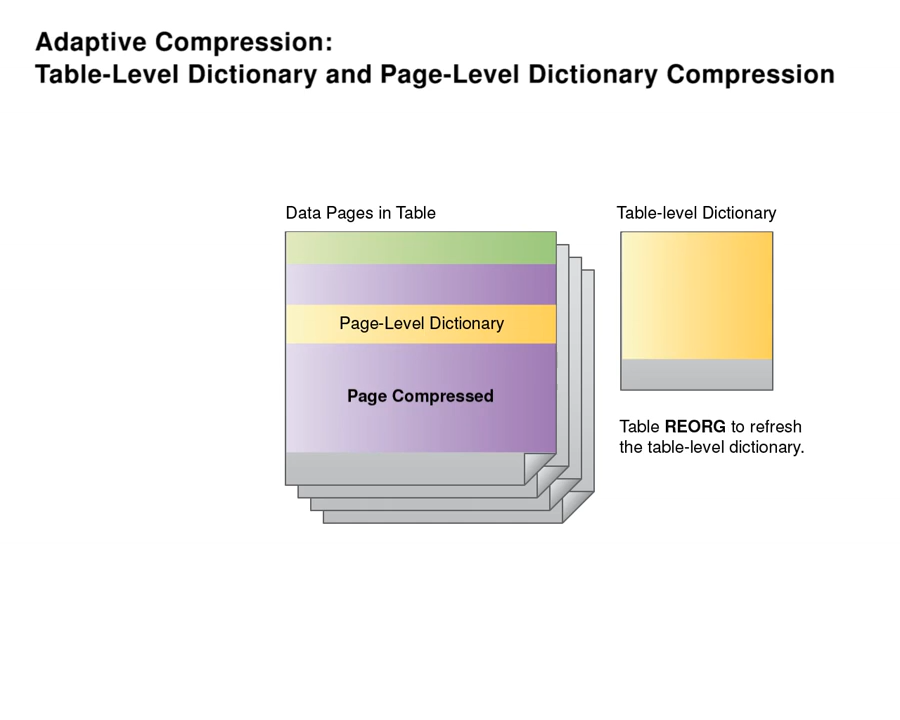 Adaptive Compression:
Table-Level Dictionary and Page-Level Dictionary Compression
Data Pages in Table
Table-level Dictionary
Page-Level Dictionary
Page Compressed
Table REORG to refresh
the table-level dictionary.